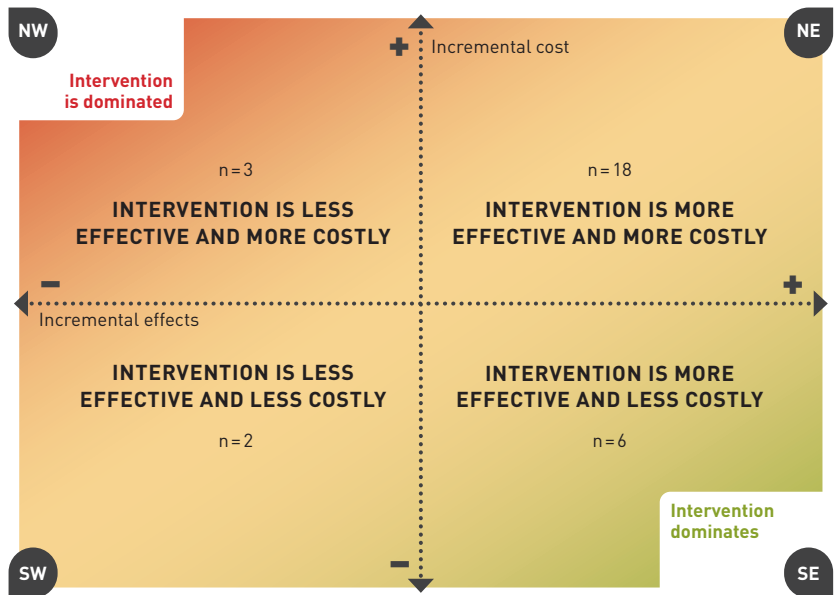 NW
NE
Intervention
is dominated
+
Incremental cost
n = 3
INTERVENTION IS LESS
EFFECTIVE AND MORE COSTLY
n = 18
INTERVENTION IS MORE
EFFECTIVE AND MORE COSTLY
−
+
Incremental effects
INTERVENTION IS LESS
EFFECTIVE AND LESS COSTLY
n = 2
INTERVENTION IS MORE
EFFECTIVE AND LESS COSTLY
n = 6
Intervention
dominates
−
SW
SE